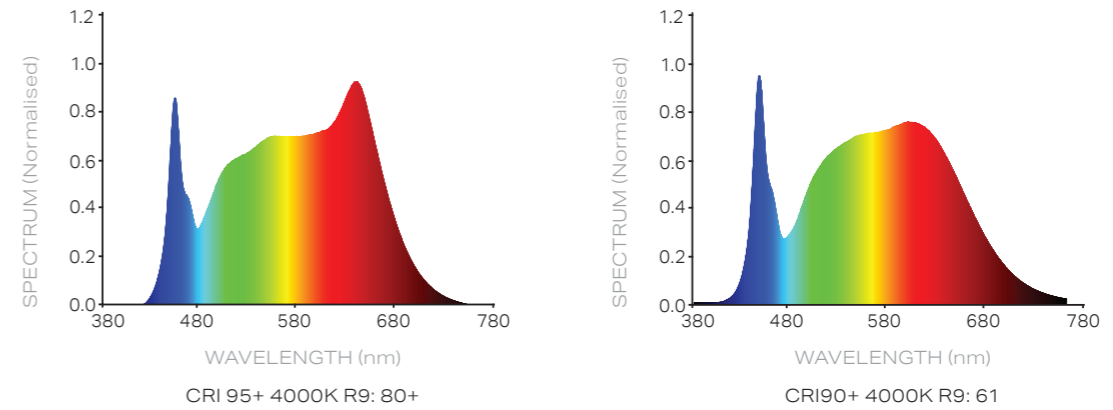 1.2
1.0
0.8
0.6
0.4
0.2
0.0
380 480 580 680 780
SPECTRUM (Normalised)
WAVELENGTH (nm)
CRI 95+ 4000K R9: 80+
1.2
1.0
0.8
0.6
0.4
0.2
0.0
380 480 580 680 780
SPECTRUM (Normalised)
WAVELENGTH (nm)
CRI90+ 4000K R9: 61